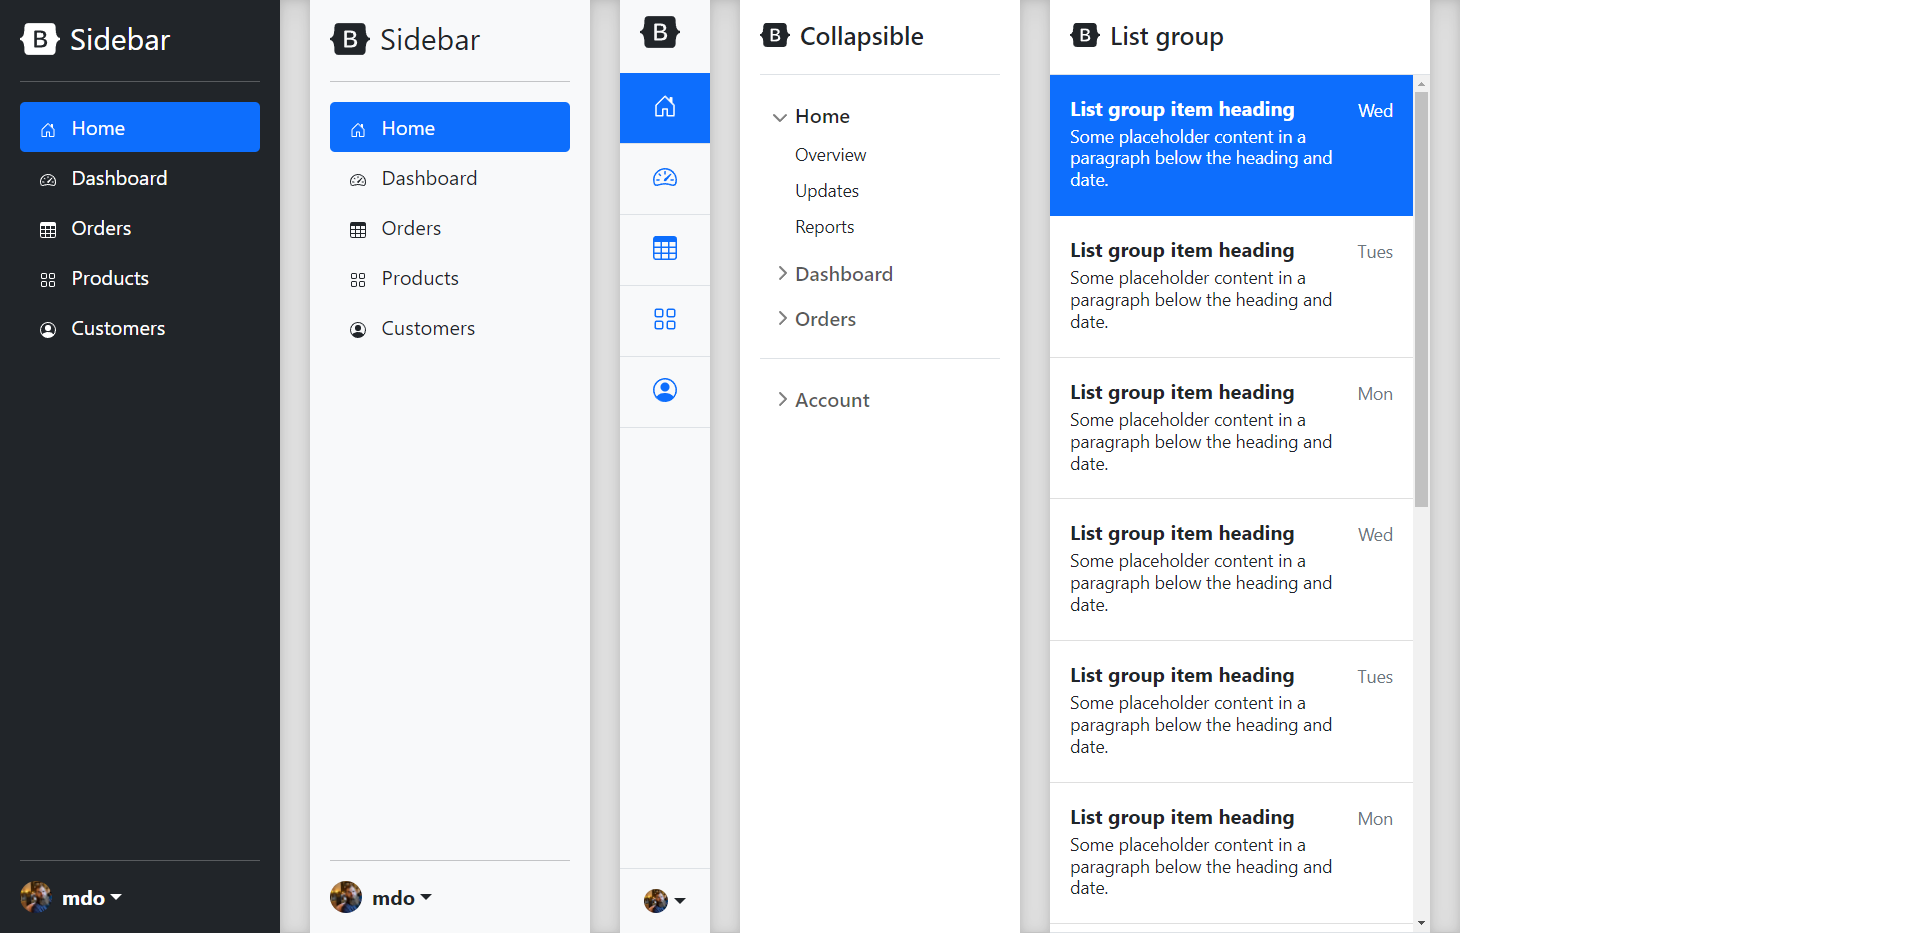 B Sidebar
Home
Dashboard
Orders
Products
Customers
mdo
B Sidebar
Home
Dashboard
Orders
Products
Customers
mdo
B
B Collapsible
Home
Overview
Updates
Reports
Dashboard
Orders
Account
B List group
List group item heading Wed
Some placeholder content in a
paragraph below the heading and
date.
List group item heading Tues
Some placeholder content in a
paragraph below the heading and
date.
List group item heading Mon
Some placeholder content in a
paragraph below the heading and
date.
List group item heading Wed
Some placeholder content in a
paragraph below the heading and
date.
List group item heading Tues
Some placeholder content in a
paragraph below the heading and
date.
List group item heading Mon
Some placeholder content in a
paragraph below the heading and
date.